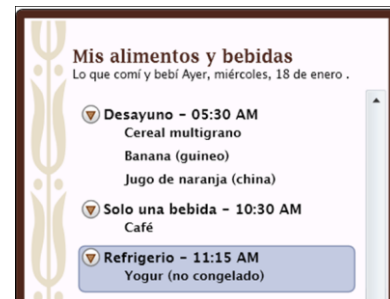 Mis alimentos y bebidas
Lo que comí y bebí Ayer, miércoles, 18 de enero .
Desayuno – 05:30 AM
Cereal multigrano
Banana (guineo)
Jugo de naranja (china)
Solo una bebida – 10:30 AM
Café
Refrigerio – 11:15 AM
Yogur (no congelado)